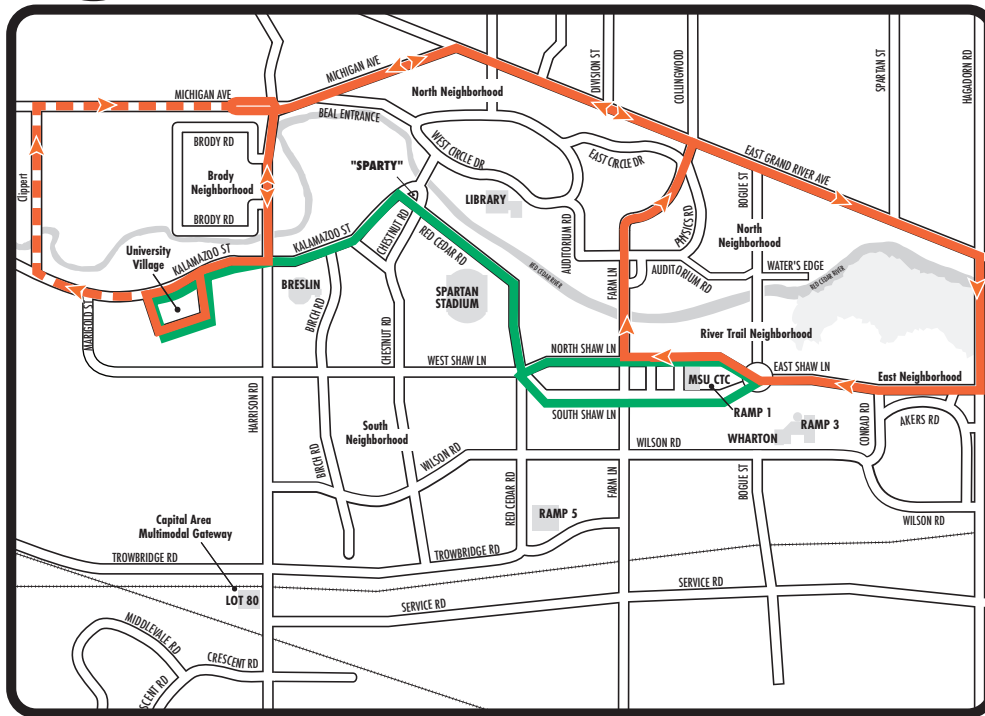 MICHIGAN AVE
DIVISION ST
COLLINGWOOD
SPARTAN ST
HAGADORN RD
MICHIGAN AVE
North Neighborhood
BEAL ENTRANCE
BRODY RD
WEST CIRCLE DR
EAST CIRCLE DR
EAST GRAND RIVER AVE
"SPARTY"
Brody
Neighborhood
Clippert
BOGUE ST
LIBRARY
BRODY RD
CHESTNUT RD
PHYSICS RD
KALAMAZOO ST
RED CEDAR RD
AUDITORIUM RD
North
Neighborhood
University
Village
KALAMAZOO ST
WATER'S EDGE
RED CEDAR RIVER
AUDITORIUM RD
RED CEDAR RIVER
BRESLIN
SPARTAN
STADIUM
FARM LN
MARIGOLD ST
BIRCH RD
CHESTNUT RD
River Trail Neighborhood
NORTH SHAW LN
WEST SHAW LN
EAST SHAW LN
MSU CTC
East Neighborhood
HARRISON RD
RAMP 1
SOUTH SHAW LN
South
Neighborhood
RAMP 3
CONRAD RD
AKERS RD
WHARTON
WILSON RD
BIRCH RD
WILSON RD
RED CEDAR RD
FARM LN
BOGUE ST
RAMP 5
WILSON RD
Capital Area
Multimodal Gateway
TROWBRIDGE RD
TROWBRIDGE RD
SERVICE RD
LOT 80
SERVICE RD
MIDDLEVALE RD
CRESCENT RD
SCENT RD